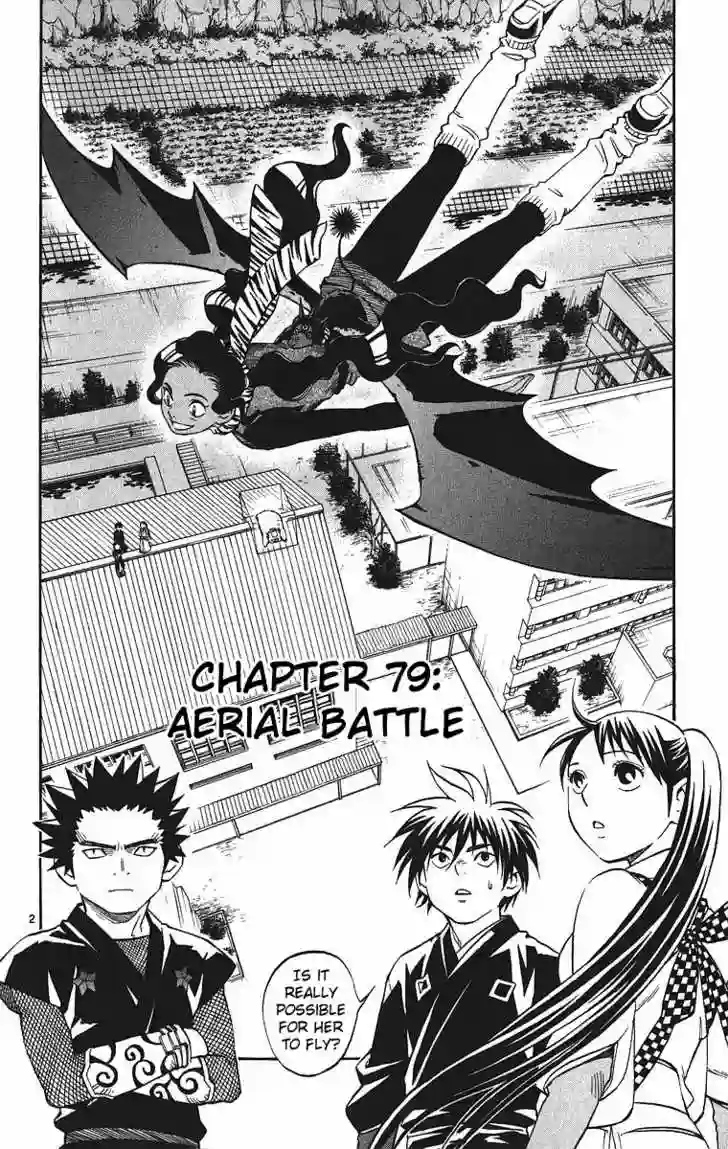 CHAPTER 79:
AERIAL BATTLE
2
IS IT
REALLY
POSSIBLE
FOR HER
TO FLY?